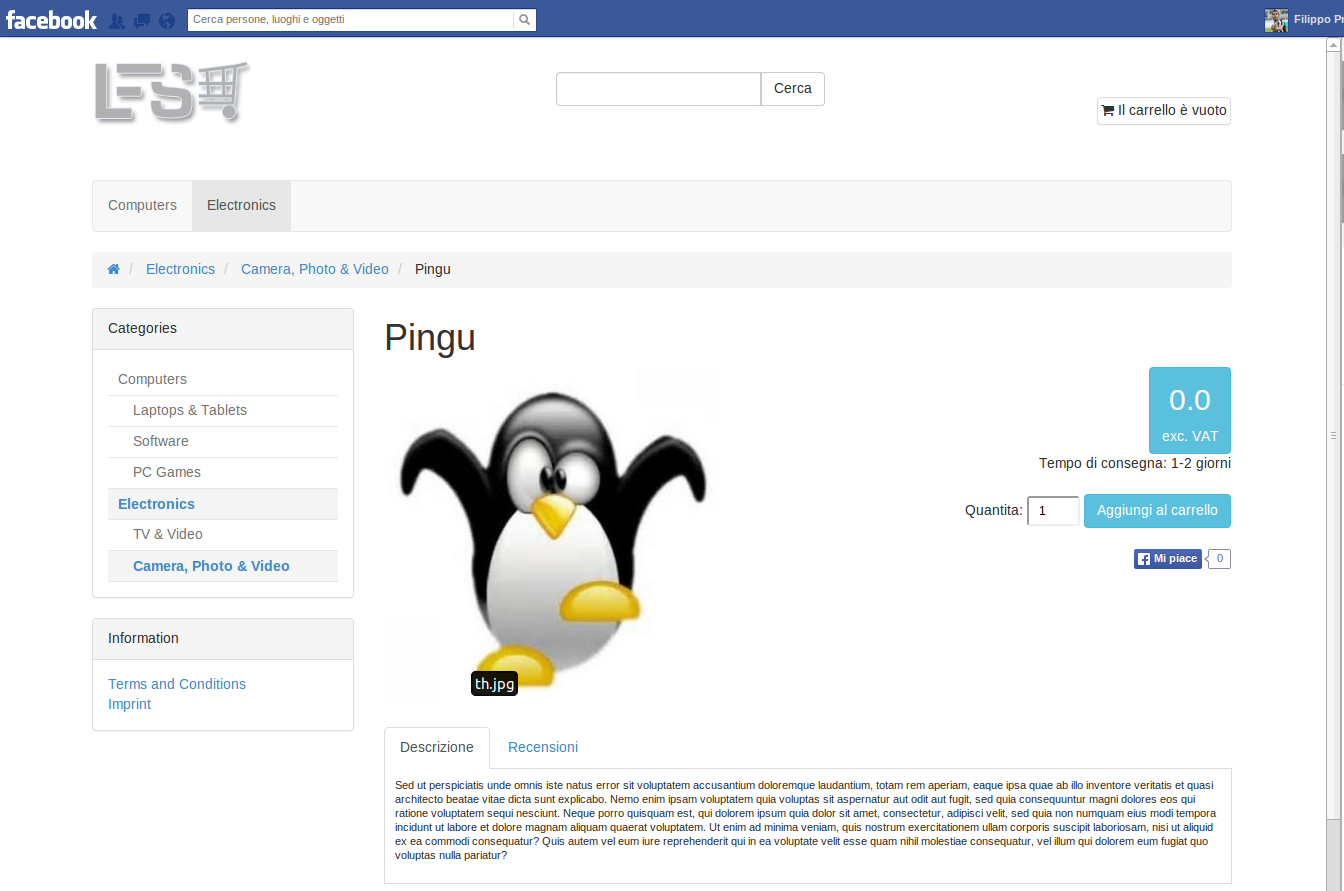 facebook
Cerca persone, luoghi e oggetti
Filippo Pr
LFS
Cerca
Il carrello è vuoto
Computers
Electronics
/ Electronics / Camera, Photo & Video / Pingu
Categories
Computers
Laptops & Tablets
Software
PC Games
Electronics
TV & Video
Camera, Photo & Video
Information
Terms and Conditions
Imprint
Pingu
th.jpg
0.0
exc. VAT
Tempo di consegna: 1-2 giorni
Quantita: 1 Aggiungi al carrello
Mi piace 0
Descrizione
Recensioni
Sed ut perspiciatis unde omnis iste natus error sit voluptatem accusantium doloremque laudantium, totam rem aperiam, eaque ipsa quae ab illo inventore veritatis et quasi
architecto beatae vitae dicta sunt explicabo. Nemo enim ipsam voluptatem quia voluptas sit aspernatur aut odit aut fugit, sed quia consequuntur magni dolores eos qui
ratione voluptatem sequi nesciunt. Neque porro quisquam est, qui dolorem ipsum quia dolor sit amet, consectetur, adipisci velit, sed quia non numquam eius modi tempora
incidunt ut labore et dolore magnam aliquam quaerat voluptatem. Ut enim ad minima veniam, quis nostrum exercitationem ullam corporis suscipit laboriosam, nisi ut aliquid
ex ea commodi consequatur? Quis autem vel eum iure reprehenderit qui in ea voluptate velit esse quam nihil molestiae consequatur, vel illum qui dolorem eum fugiat quo
voluptas nulla pariatur?